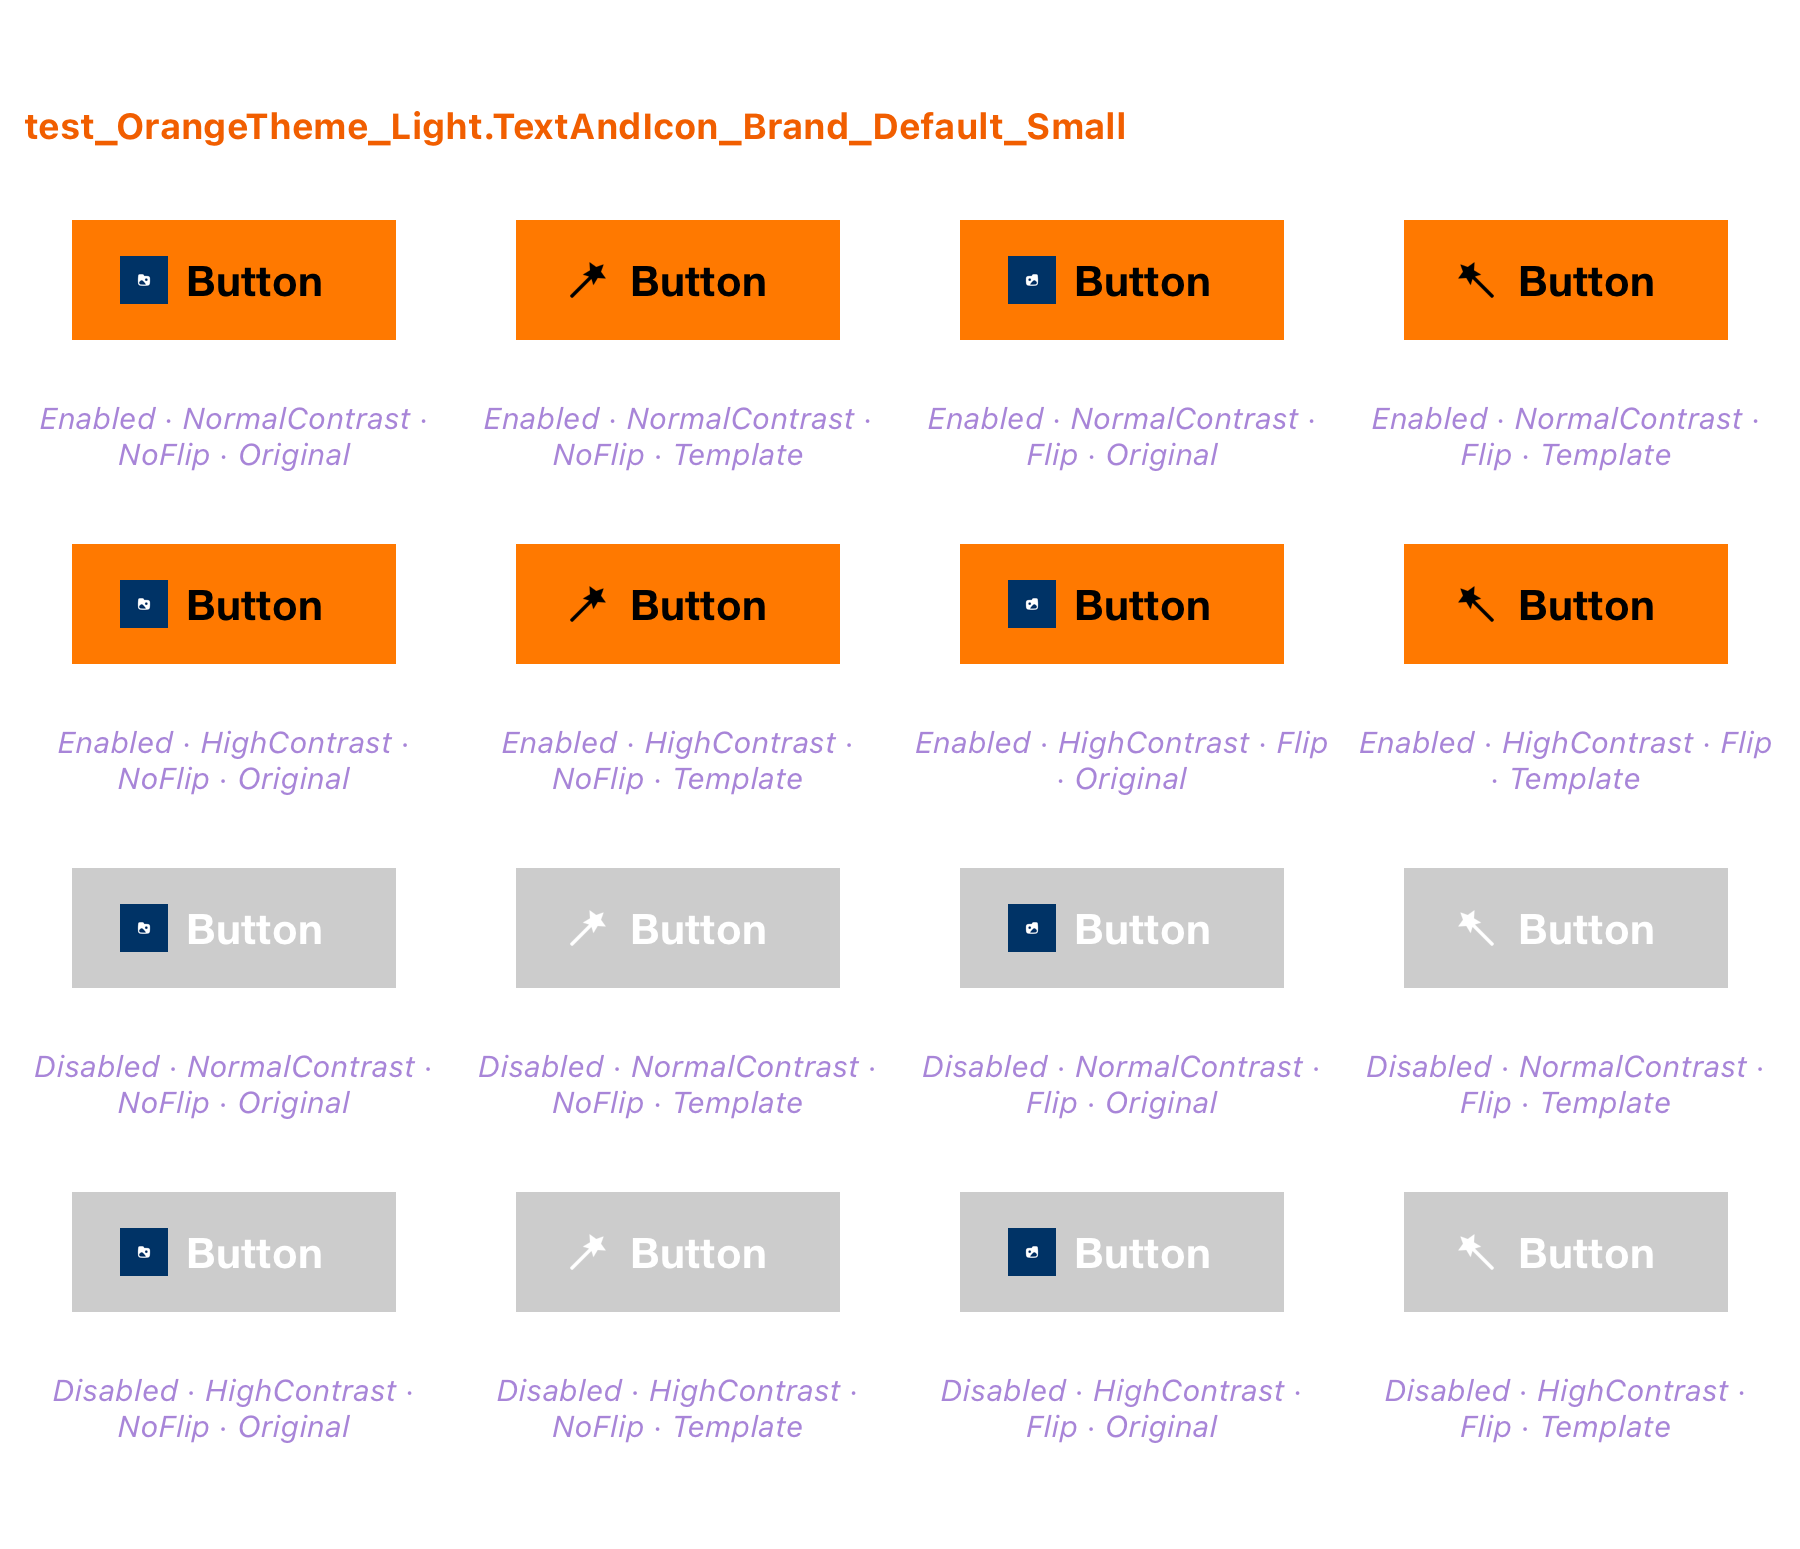 test_OrangeTheme_Light.TextAndIcon_Brand_Default_Small
Button Button Button Button
Enabled · NormalContrast ·
NoFlip · Original
Enabled · NormalContrast ·
NoFlip · Template
Enabled · NormalContrast ·
Flip · Original
Enabled · NormalContrast ·
Flip · Template
Button Button Button Button
Enabled · HighContrast ·
NoFlip · Original
Enabled · HighContrast ·
NoFlip · Template
Enabled · HighContrast · Flip
· Original
Enabled · HighContrast · Flip
· Template
Button Button Button Button
Disabled · NormalContrast ·
NoFlip · Original
Disabled · NormalContrast ·
NoFlip · Template
Disabled · NormalContrast ·
Flip · Original
Disabled · NormalContrast ·
Flip · Template
Button Button Button Button
Disabled · HighContrast ·
NoFlip · Original
Disabled · HighContrast ·
NoFlip · Template
Disabled · HighContrast ·
Flip · Original
Disabled · HighContrast ·
Flip · Template